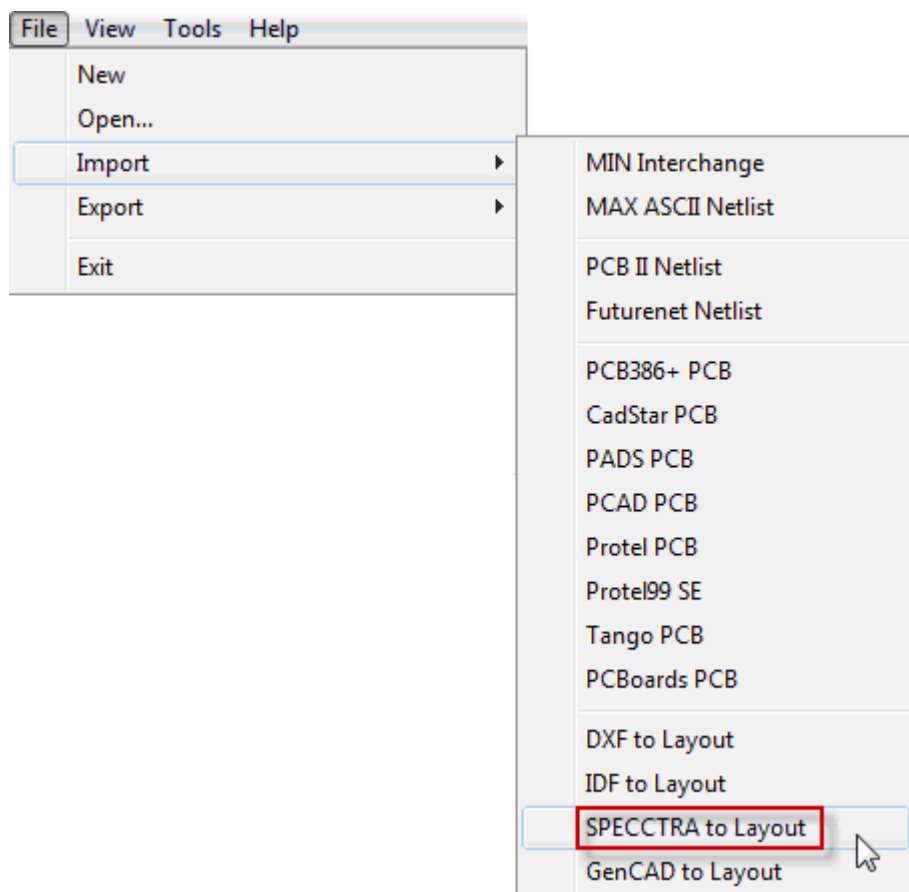 File View Tools Help
New
Open...
Import
Export
Exit
MIN Interchange
MAX ASCII Netlist
PCB II Netlist
Futurenet Netlist
PCB386+ PCB
CadStar PCB
PADS PCB
PCAD PCB
Protel PCB
Protel99 SE
Tango PCB
PCBoards PCB
DXF to Layout
IDF to Layout
SPECCTRA to Layout
GenCAD to Layout